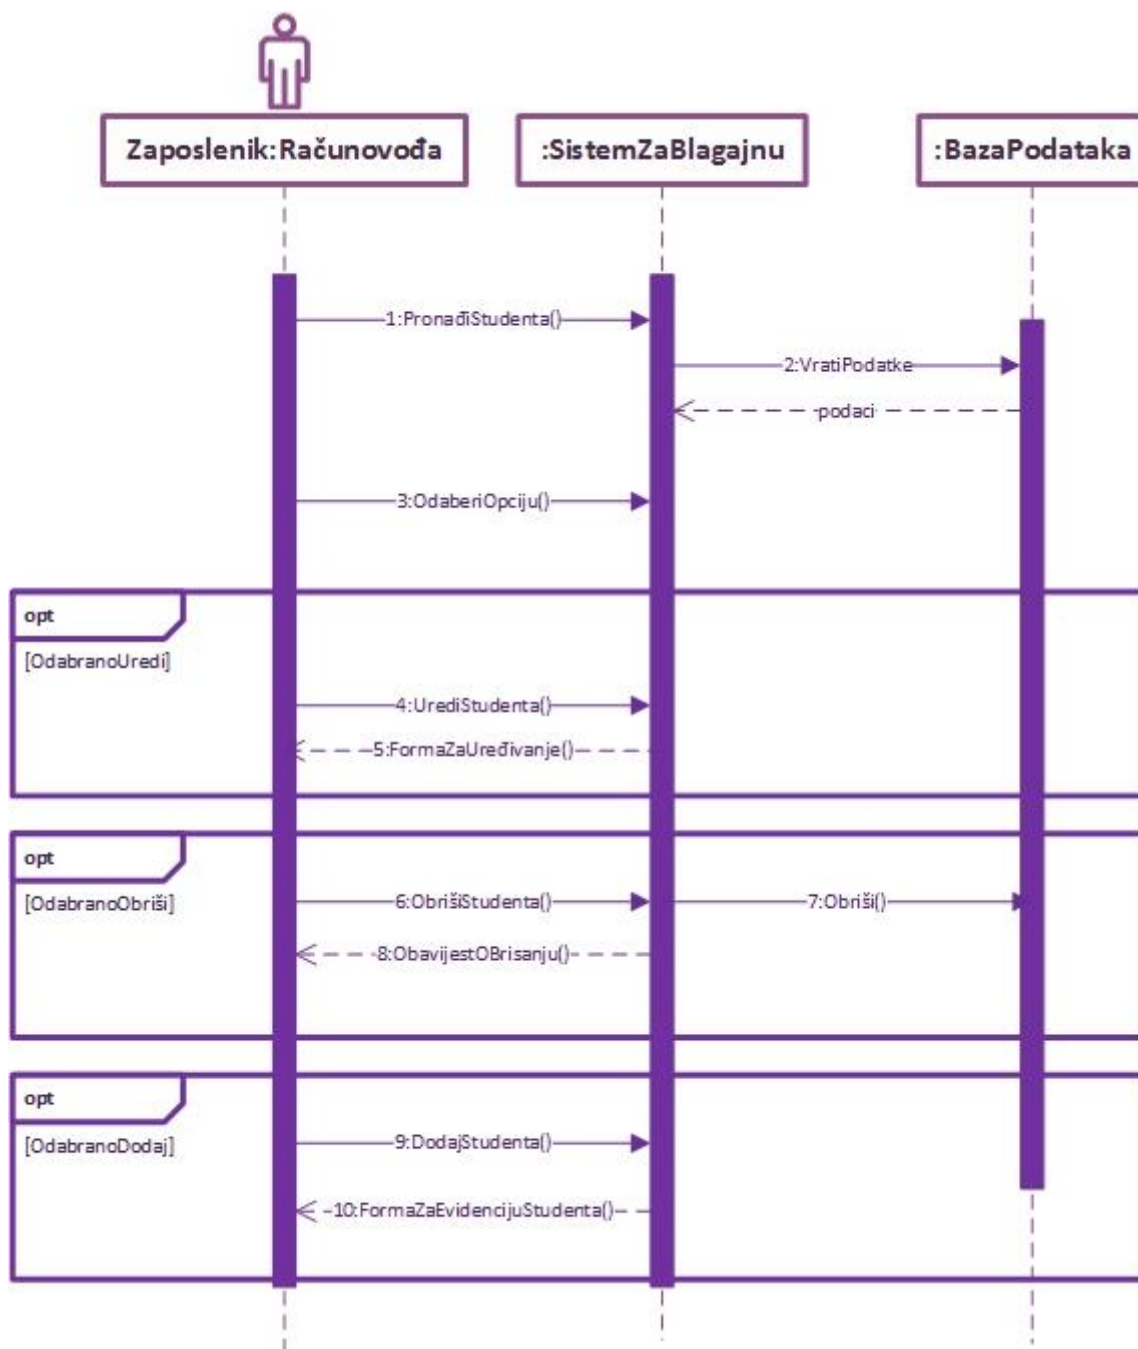 Zaposlenik:Računovođa
:SistemZaBlagajnu
:BazaPodataka
1:PronađiStudenta()
2:VratiPodatke
podaci
3:OdaberiOpciju()
opt
[OdabranoUredi]
4:UrediStudenta()
5:FormaZaUređivanje()
opt
[OdabranoObriši]
6:ObrišiStudenta()
7:Obriši()
8:ObavijestOBrisanju()
opt
[OdabranoDodaj]
9:DodajStudenta()
10:FormaZaEvidencijuStudenta()